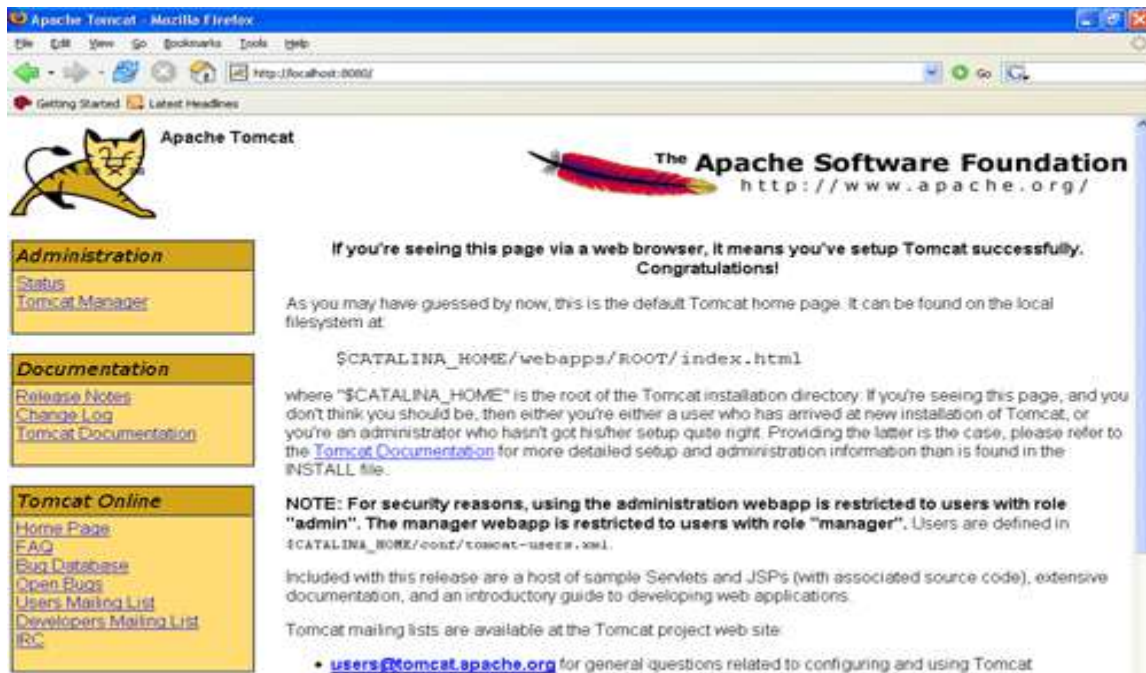 Apache Tomcat - Mozilla Firefox
File Edit View Go Bookmarks Tools Help
http://localhost:8080/
Go
Getting Started Latest Headlines
Apache Tomcat
The Apache Software Foundation
http://www.apache.org/
Administration
Status
Tomcat Manager
Documentation
Release Notes
Change Log
Tomcat Documentation
Tomcat Online
Home Page
FAQ
Bug Database
Open Bugs
Users Mailing List
Developers Mailing List
IRC
If you're seeing this page via a web browser, it means you've setup Tomcat successfully.
Congratulations!
As you may have guessed by now, this is the default Tomcat home page. It can be found on the local
filesystem at:
$CATALINA_HOME/webapps/ROOT/index.html
where "$CATALINA_HOME" is the root of the Tomcat installation directory. If you're seeing this page, and you
don't think you should be, then either you're either a user who has arrived at new installation of Tomcat, or
you're an administrator who hasn't got his/her setup quite right. Providing the latter is the case, please refer to
the Tomcat Documentation for more detailed setup and administration information than is found in the
INSTALL file.
NOTE: For security reasons, using the administration webapp is restricted to users with role
"admin". The manager webapp is restricted to users with role "manager". Users are defined in
$CATALINA_HOME/conf/tomcat-users.xml.
Included with this release are a host of sample Servlets and JSPs (with associated source code), extensive
documentation, and an introductory guide to developing web applications.
Tomcat mailing lists are available at the Tomcat project web site:
• users@tomcat.apache.org for general questions related to configuring and using Tomcat